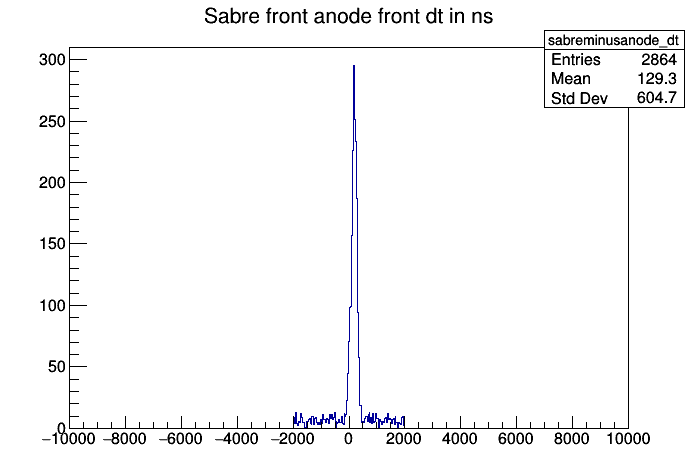 Sabre front anode front dt in ns
sabreminusanode_dt
Entries 2864
Mean 129.3
Std Dev 604.7
300
250
200
150
100
50
0
−10000 −8000 −6000 −4000 −2000 0 2000 4000 6000 8000 10000